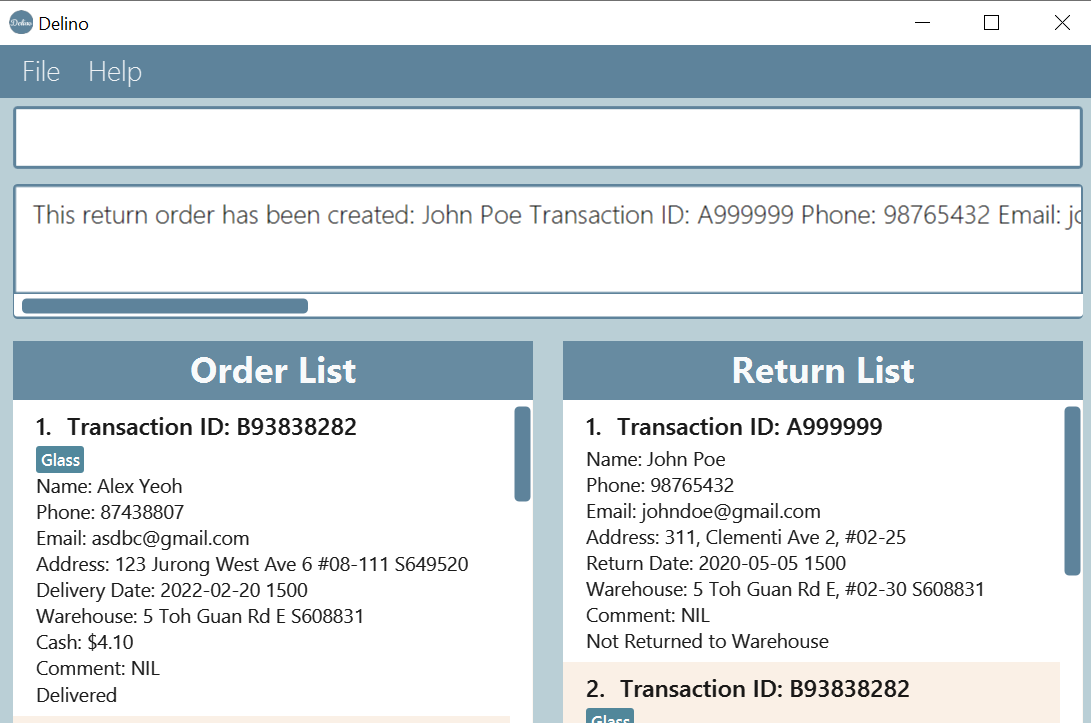 Delino
File Help
This return order has been created: John Poe Transaction ID: A999999 Phone: 98765432 Email:
Order List
1. Transaction ID: B93838282
Glass
Name: Alex Yeoh
Phone: 87438807
Email: asdbc@gmail.com
Address: 123 Jurong West Ave 6 #08-111 S649520
Delivery Date: 2022-02-20 1500
Warehouse: 5 Toh Guan Rd E S608831
Cash: $4.10
Comment: NIL
Delivered
Return List
1. Transaction ID: A999999
Name: John Poe
Phone: 98765432
Email: johndoe@gmail.com
Address: 311, Clementi Ave 2, #02-25
Return Date: 2020-05-05 1500
Warehouse: 5 Toh Guan Rd E, #02-30 S608831
Comment: NIL
Not Returned to Warehouse
2. Transaction ID: B93838282
Glass